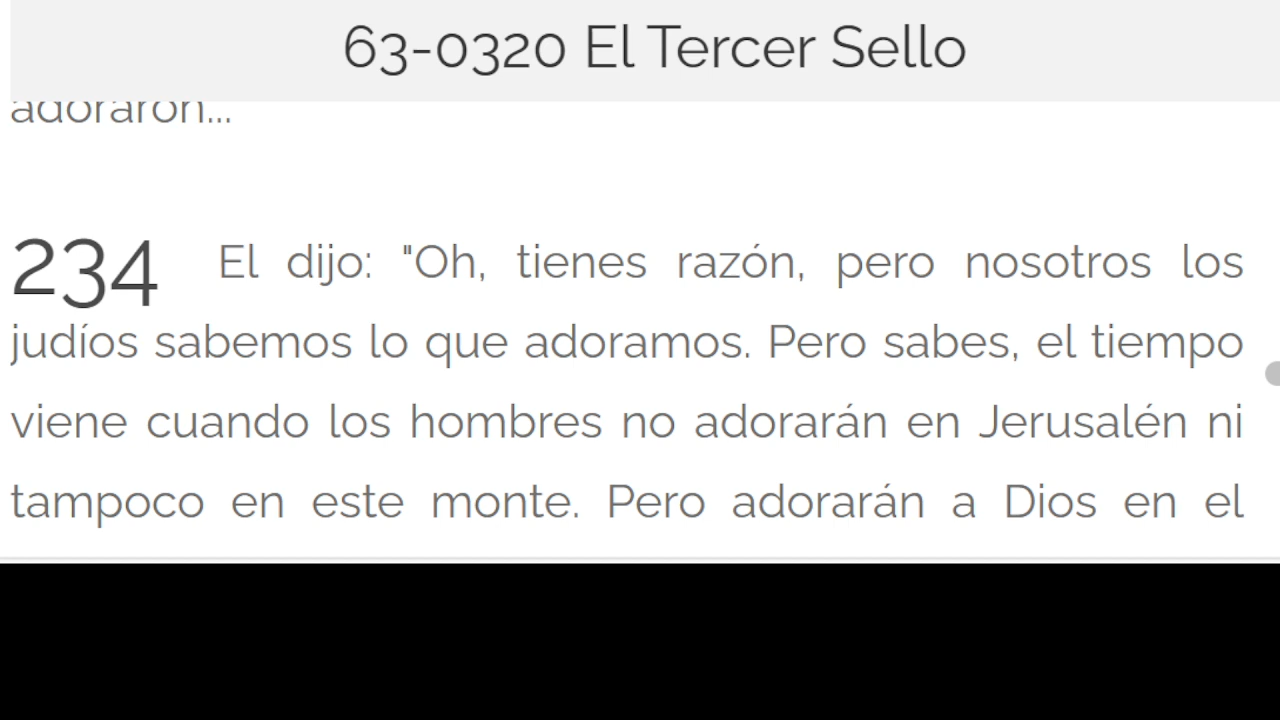 63-0320 El Tercer Sello
adoraron...
234 El dijo: "Oh, tienes razón, pero nosotros los
judíos sabemos lo que adoramos. Pero sabes, el tiempo
viene cuando los hombres no adorarán en Jerusalén ni
tampoco en este monte. Pero adorarán a Dios en el